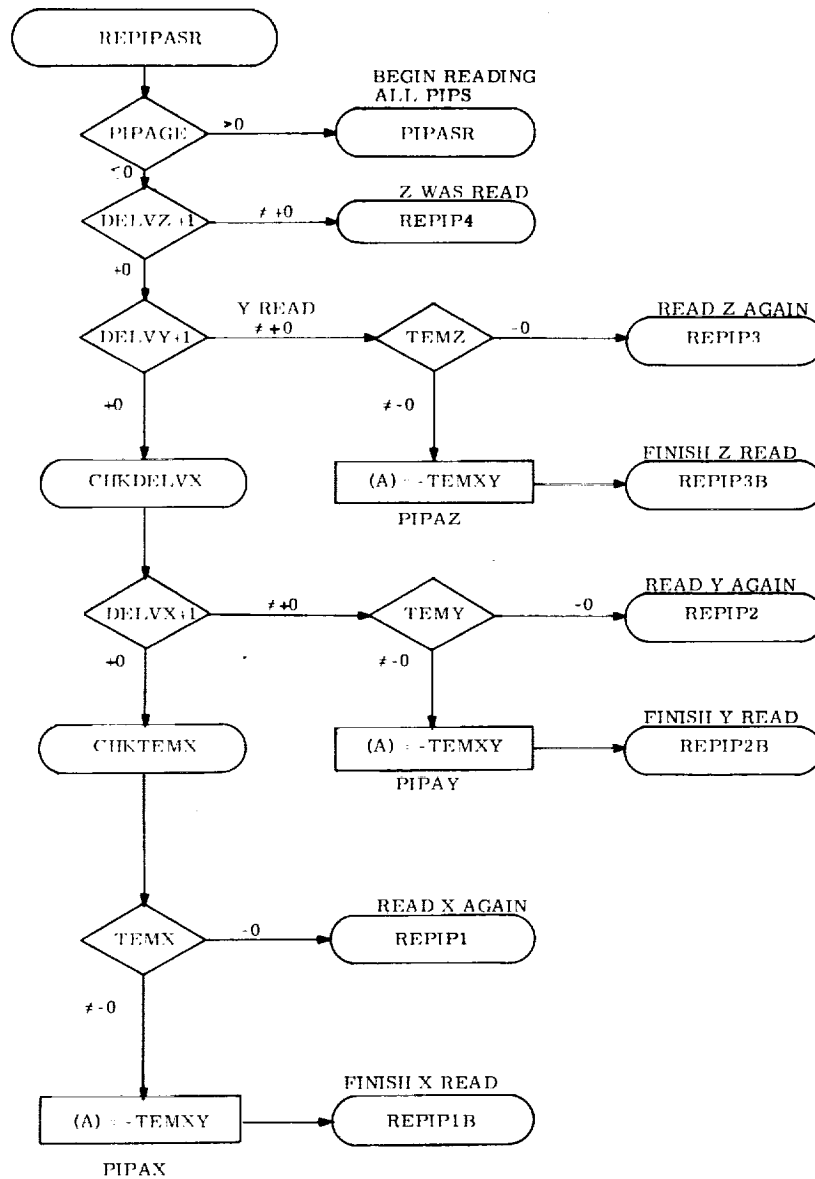 REPIPASR
BEGIN READING
ALL PIPS
PIPAGE
>0
PIPASR
Z WAS READ
DELVZ+1
≠ +0
REPIP4
+0
Y READ
READ Z AGAIN
DELVY+1
≠ +0
TEMZ
-0
REPIP3
+0
≠ -0
FINISH Z READ
CHKDELVX
(A) = -TEMXY
REPIP3B
PIPAZ
READ Y AGAIN
DELVX+1
≠+0
TEMY
-0
REPIP2
+0
≠ -0
FINISH Y READ
CHKTEMX
(A) = -TEMXY
REPIP2B
PIPAY
READ X AGAIN
TEMX
-0
REPIP1
≠ -0
FINISH X READ
(A) = -TEMXY
REPIP1B
PIPAX